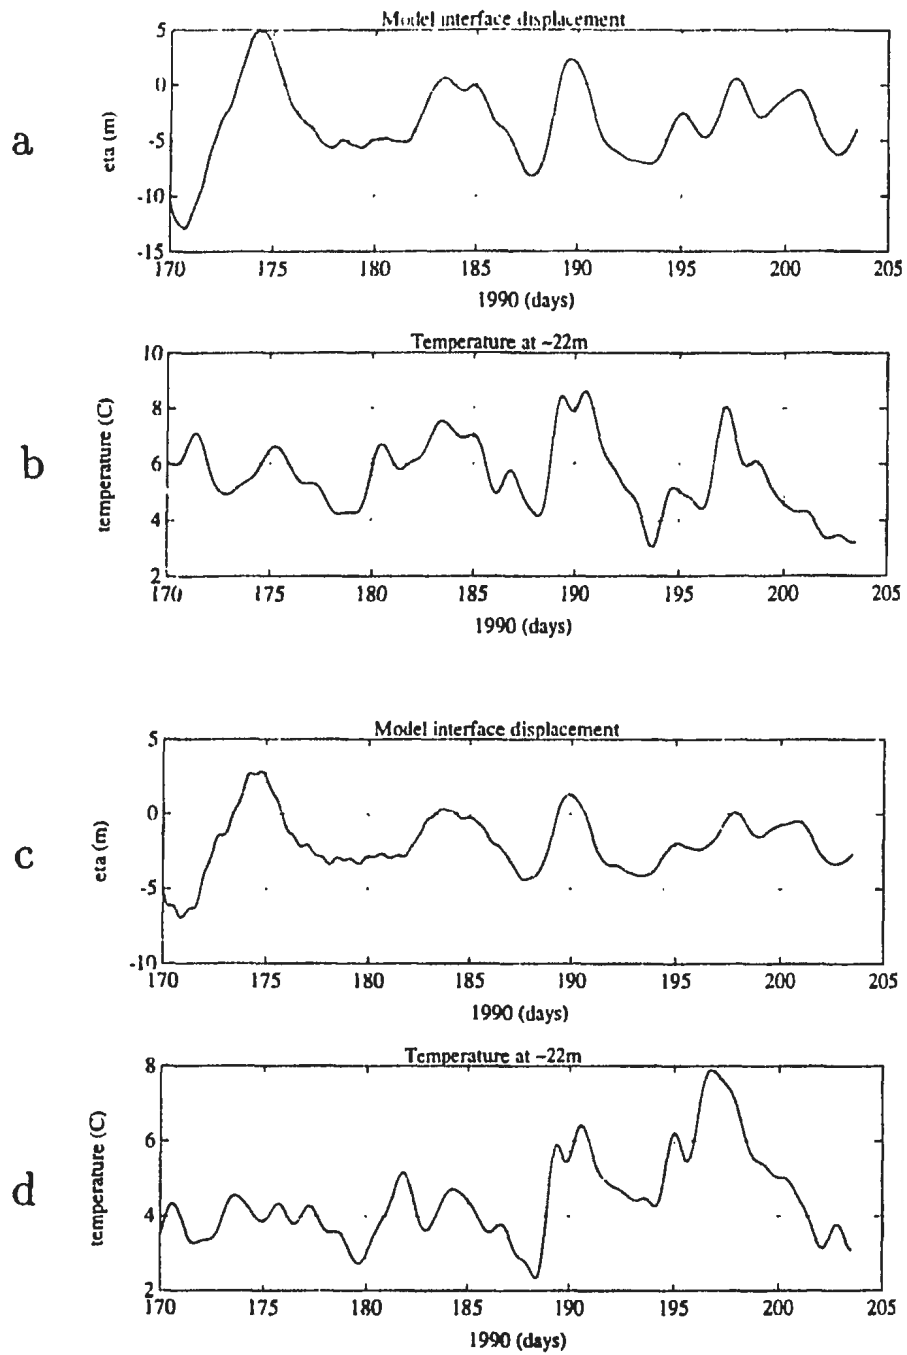 Model interface displacement
a
eta (m)
5
0
-5
-10
-15
170 175 180 185 190 195 200 205
1990 (days)
Temperature at ~22m
b
temperature (C)
10
8
6
4
2
170 175 180 185 190 195 200 205
1990 (days)
Model interface displacement
c
eta (m)
5
0
-5
-10
170 175 180 185 190 195 200 205
1990 (days)
Temperature at ~22m
d
temperature (C)
8
6
4
2
170 175 180 185 190 195 200 205
1990 (days)